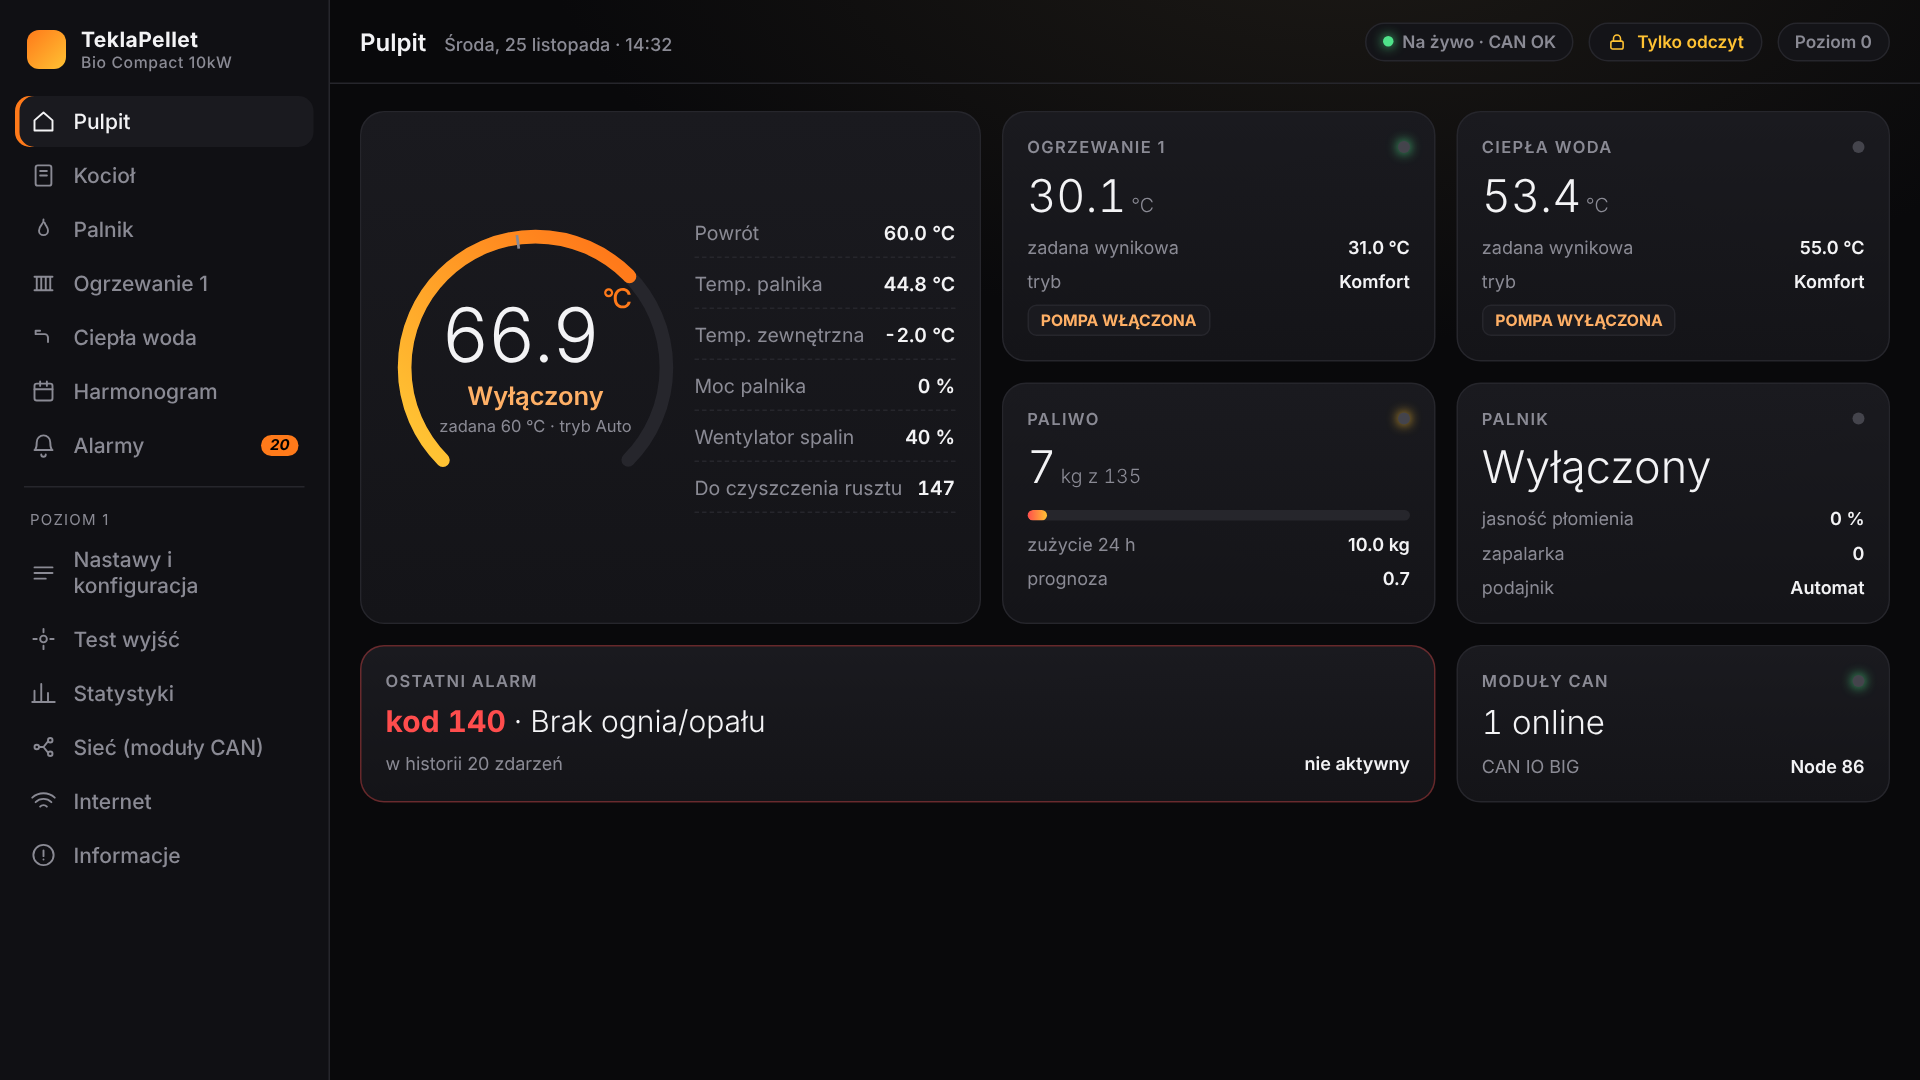 TeklaPellet
Bio Compact 10kW
Pulpit
Kocioł
Palnik
Ogrzewanie 1
Ciepła woda
Harmonogram
Alarmy 20
POZIOM 1
Nastawy i
konfiguracja
Test wyjść
Statystyki
Sieć (moduły CAN)
Internet
Informacje
Pulpit Środa, 25 listopada · 14:32
Na żywo · CAN OK
Tylko odczyt
Poziom 0
66.9 °C
Wyłączony
zadana 60 °C · tryb Auto
Powrót 60.0 °C
Temp. palnika 44.8 °C
Temp. zewnętrzna -2.0 °C
Moc palnika 0 %
Wentylator spalin 40 %
Do czyszczenia rusztu 147
OGRZEWANIE 1
30.1 °C
zadana wynikowa 31.0 °C
tryb Komfort
POMPA WŁĄCZONA
CIEPŁA WODA
53.4 °C
zadana wynikowa 55.0 °C
tryb Komfort
POMPA WYŁĄCZONA
PALIWO
7 kg z 135
zużycie 24 h 10.0 kg
prognoza 0.7
PALNIK
Wyłączony
jasność płomienia 0 %
zapalarka 0
podajnik Automat
OSTATNI ALARM
kod 140 · Brak ognia/opału
w historii 20 zdarzeń nie aktywny
MODUŁY CAN
1 online
CAN IO BIG Node 86